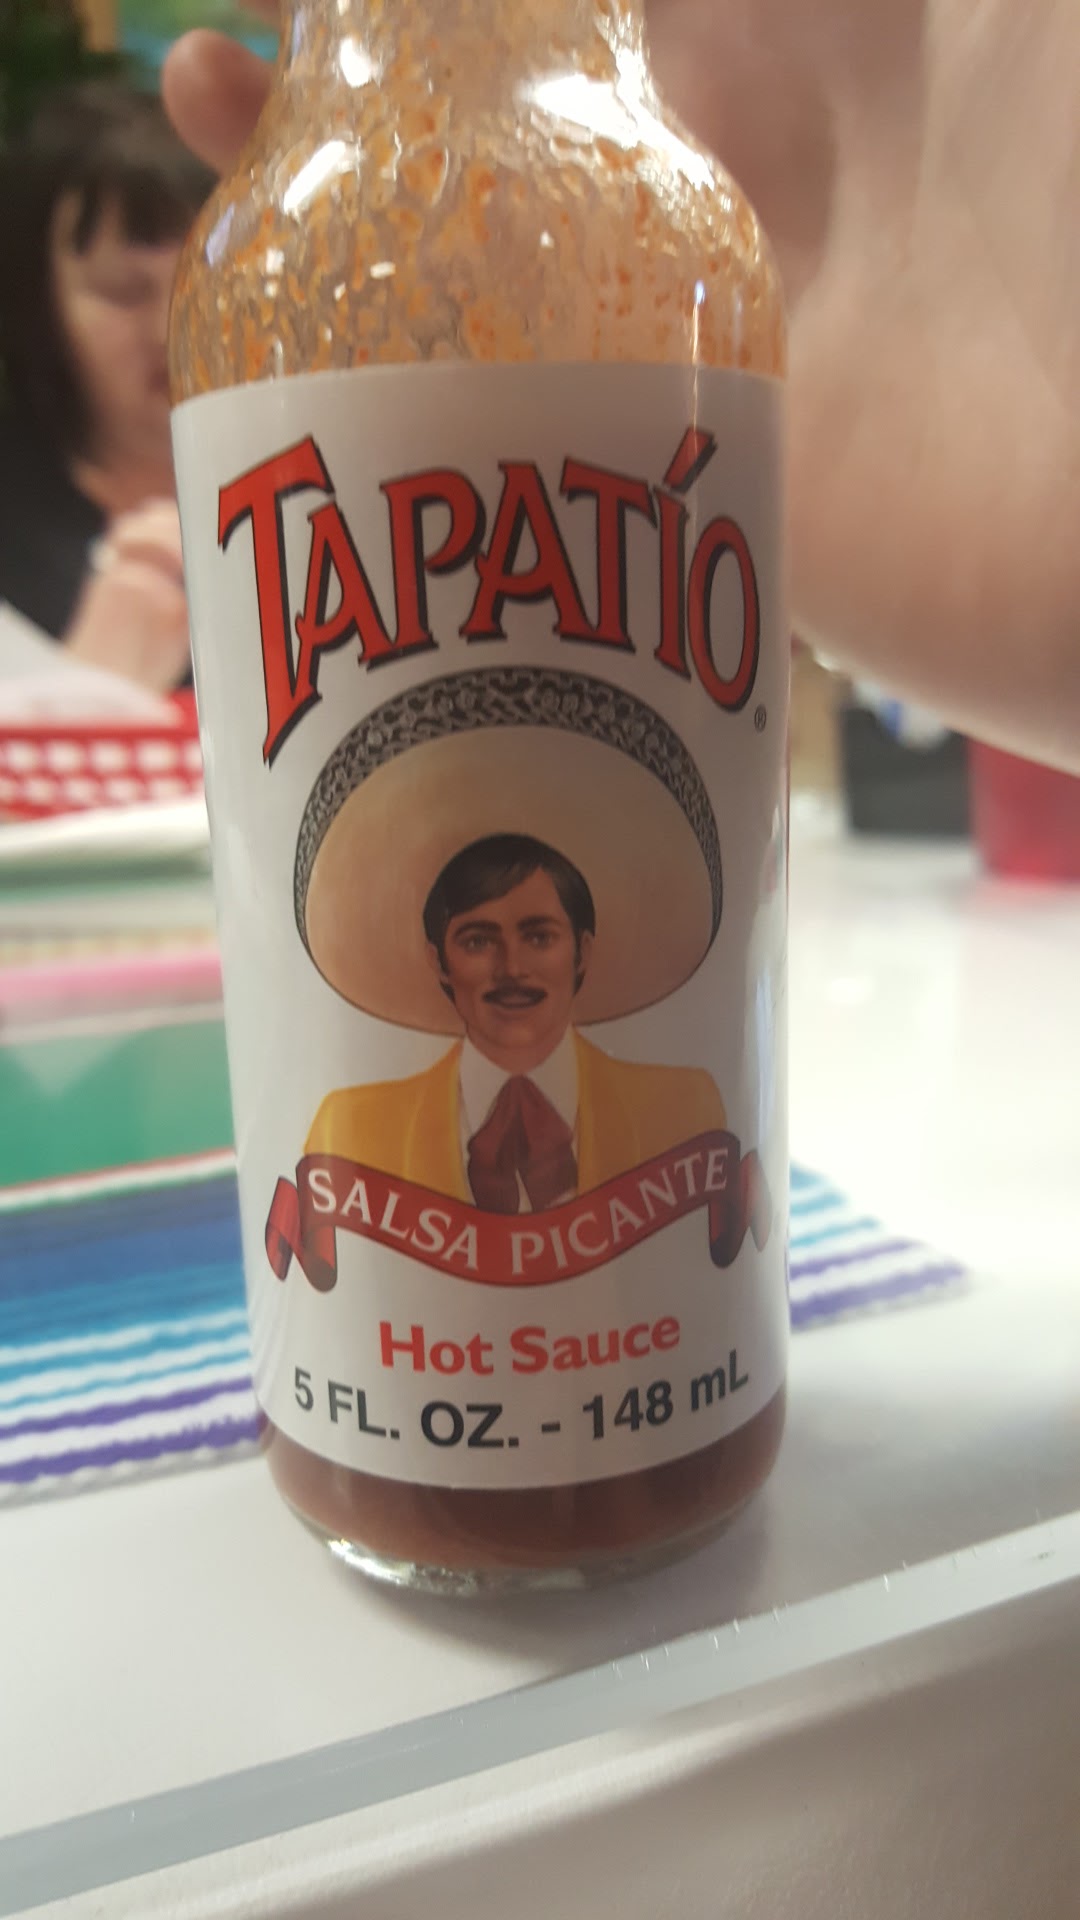 TAPATÍO®
SALSA PICANTE
Hot Sauce
5 FL. OZ. - 148 mL